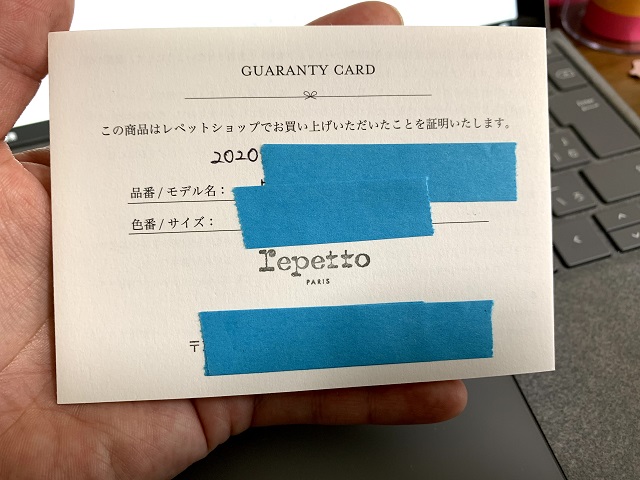 GUARANTY CARD
この商品はレペットショップでお買い上げいただいたことを証明いたします。
2020
品番 / モデル名：
色番 / サイズ：
repetto
PARIS
〒